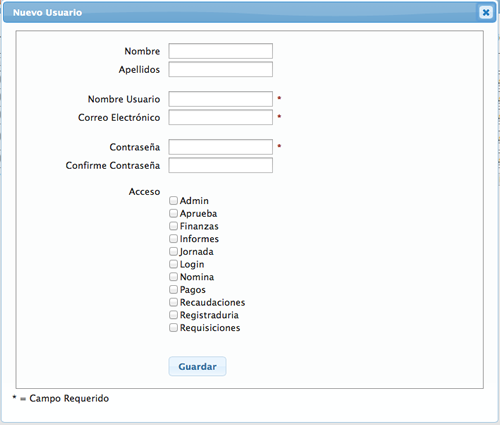 Nuevo Usuario
Nombre
Apellidos
Nombre Usuario *
Correo Electrónico *
Contraseña *
Confirme Contraseña
Acceso
Admin
Aprueba
Finanzas
Informes
Jornada
Login
Nomina
Pagos
Recaudaciones
Registraduria
Requisiciones
Guardar
* = Campo Requerido